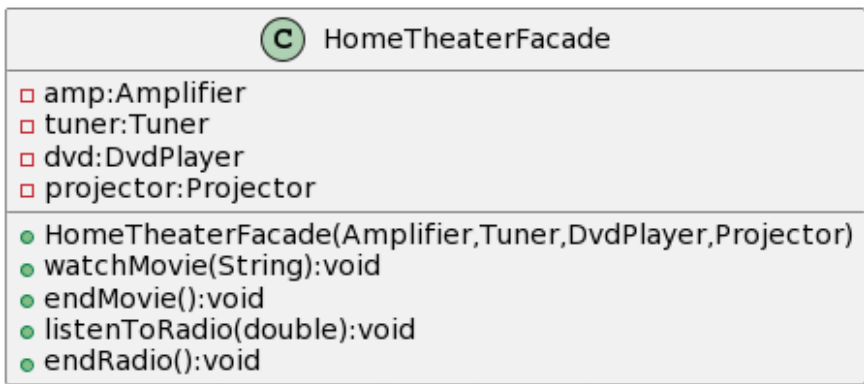 C HomeTheaterFacade
amp:Amplifier
tuner:Tuner
dvd:DvdPlayer
projector:Projector
HomeTheaterFacade(Amplifier,Tuner,DvdPlayer,Projector)
watchMovie(String):void
endMovie():void
listenToRadio(double):void
endRadio():void